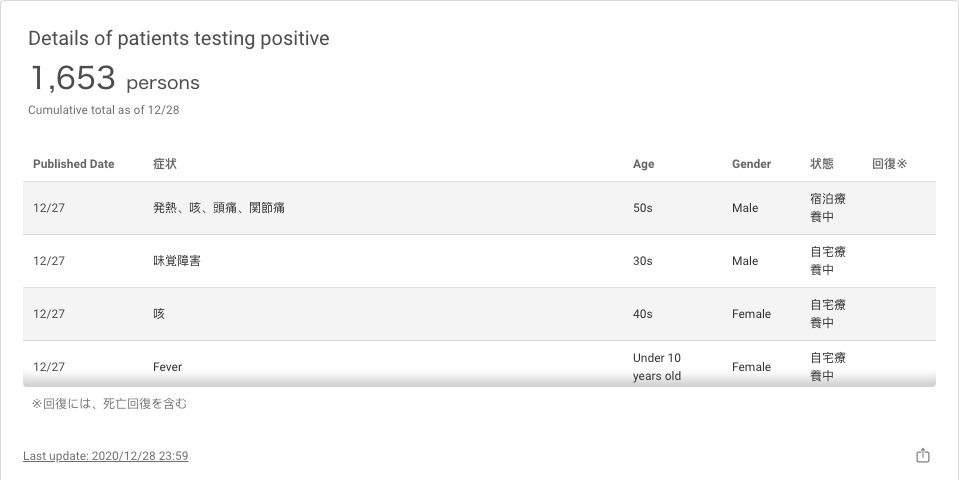 Details of patients testing positive
1,653 persons
Cumulative total as of 12/28
Published Date 症状 Age Gender 状態 回復※
12/27 発熱、咳、頭痛、関節痛 50s Male 宿泊療
養中
12/27 味覚障害 30s Male 自宅療
養中
12/27 咳 40s Female 自宅療
養中
12/27 Fever Under 10 Female 自宅療
years old 養中
※回復には、死亡回復を含む
Last update: 2020/12/28 23:59